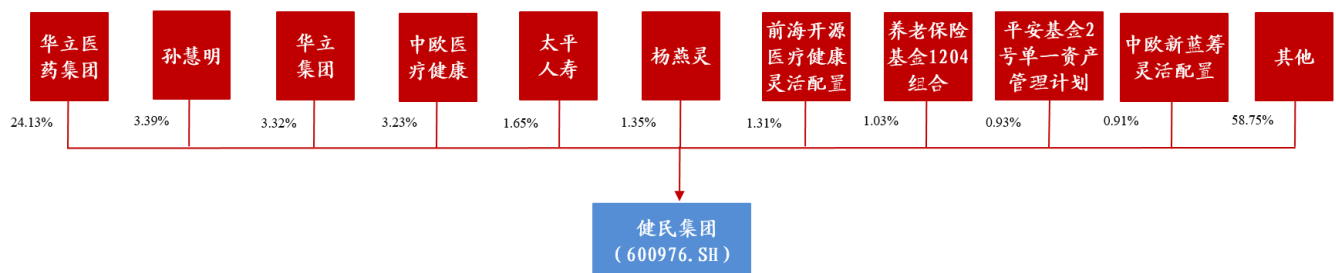 华立医
药集团
孙慧明
华立
集团
中欧医
疗健康
太平
人寿
杨燕灵
前海开源
医疗健康
灵活配置
养老保险
基金1204
组合
平安基金2
号单一资产
管理计划
中欧新蓝筹
灵活配置
其他
24.13%
3.39%
3.32%
3.23%
1.65%
1.35%
1.31%
1.03%
0.93%
0.91%
58.75%
健民集团
(600976.SH)